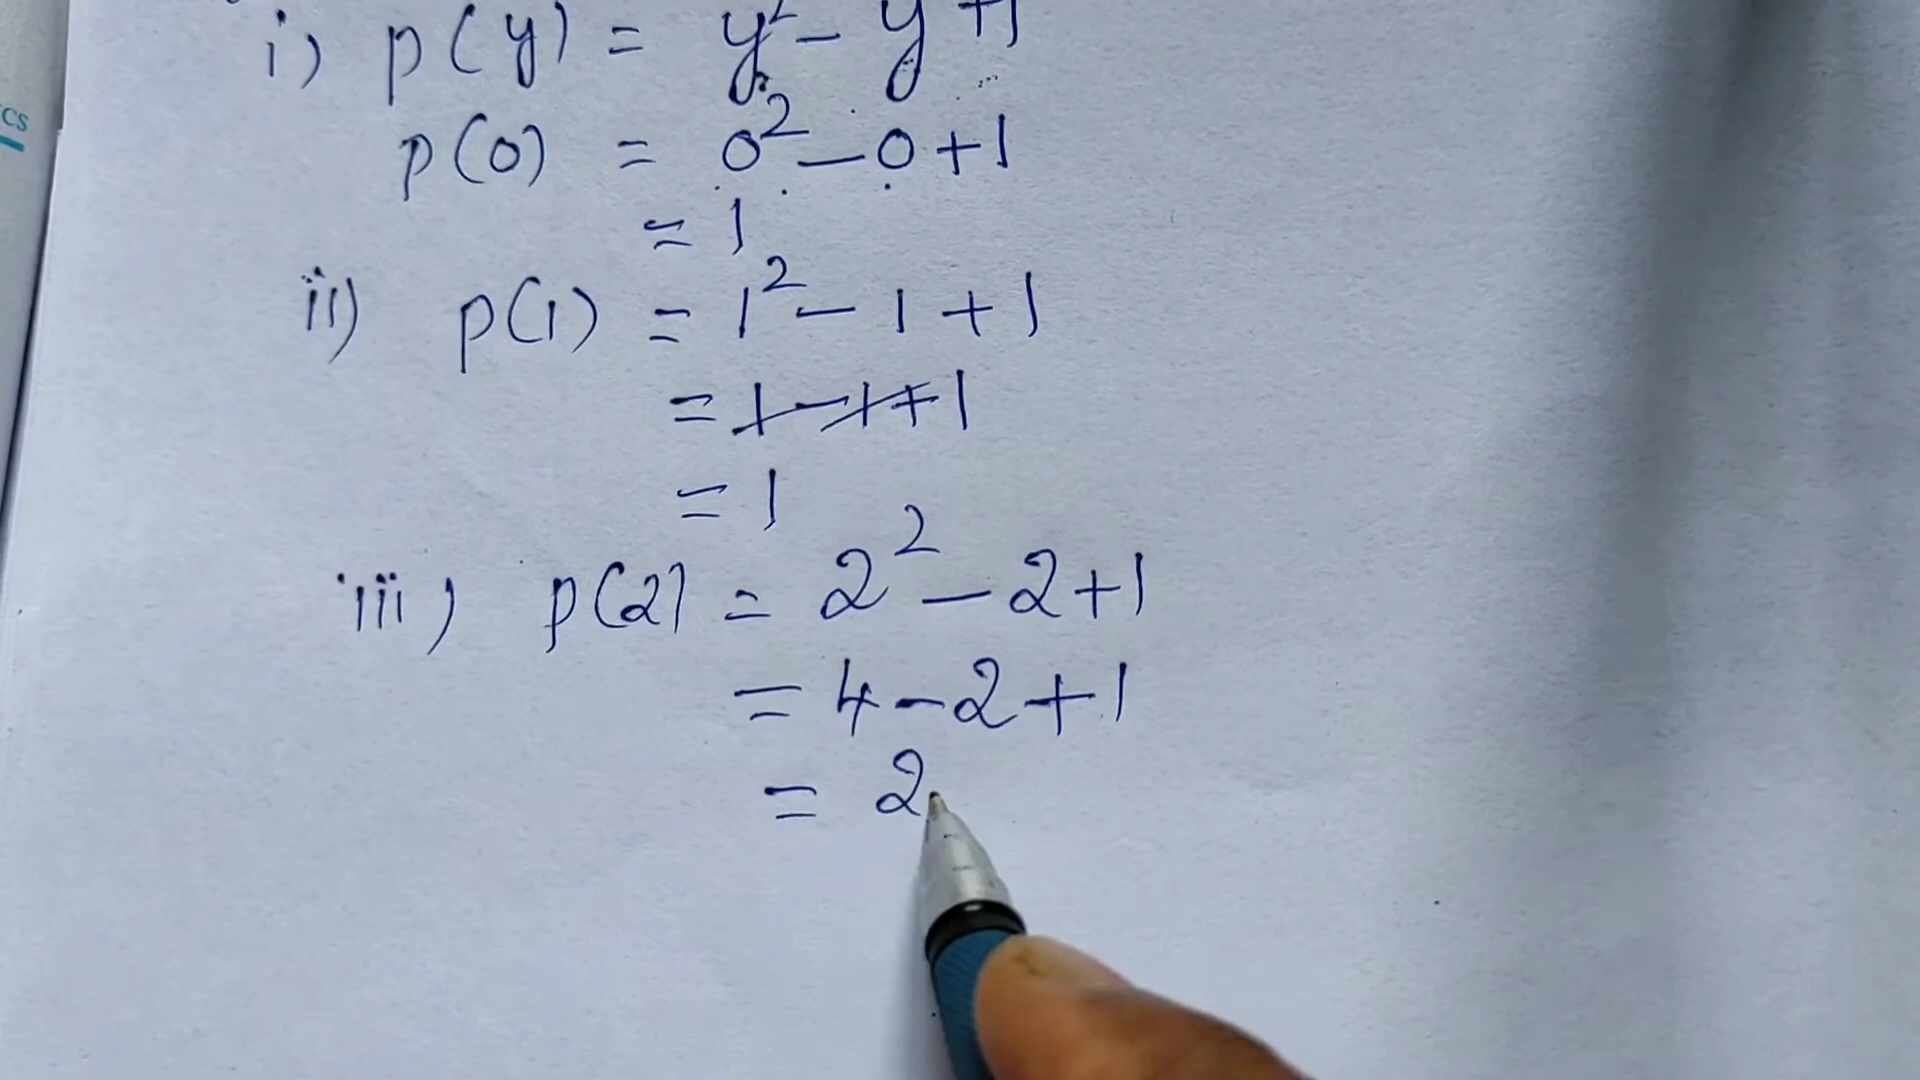 i) p(y) = y² - y + 1
cs
p(0) = 0² - 0 + 1
= 1
ii) p(1) = 1² - 1 + 1
= 1 - 1 + 1
= 1
iii) p(2) = 2² - 2 + 1
= 4 - 2 + 1
= 2